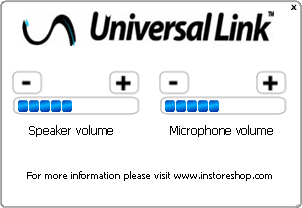 x
Universal Link™
- + - +
Speaker volume Microphone volume
For more information please visit www.instoreshop.com